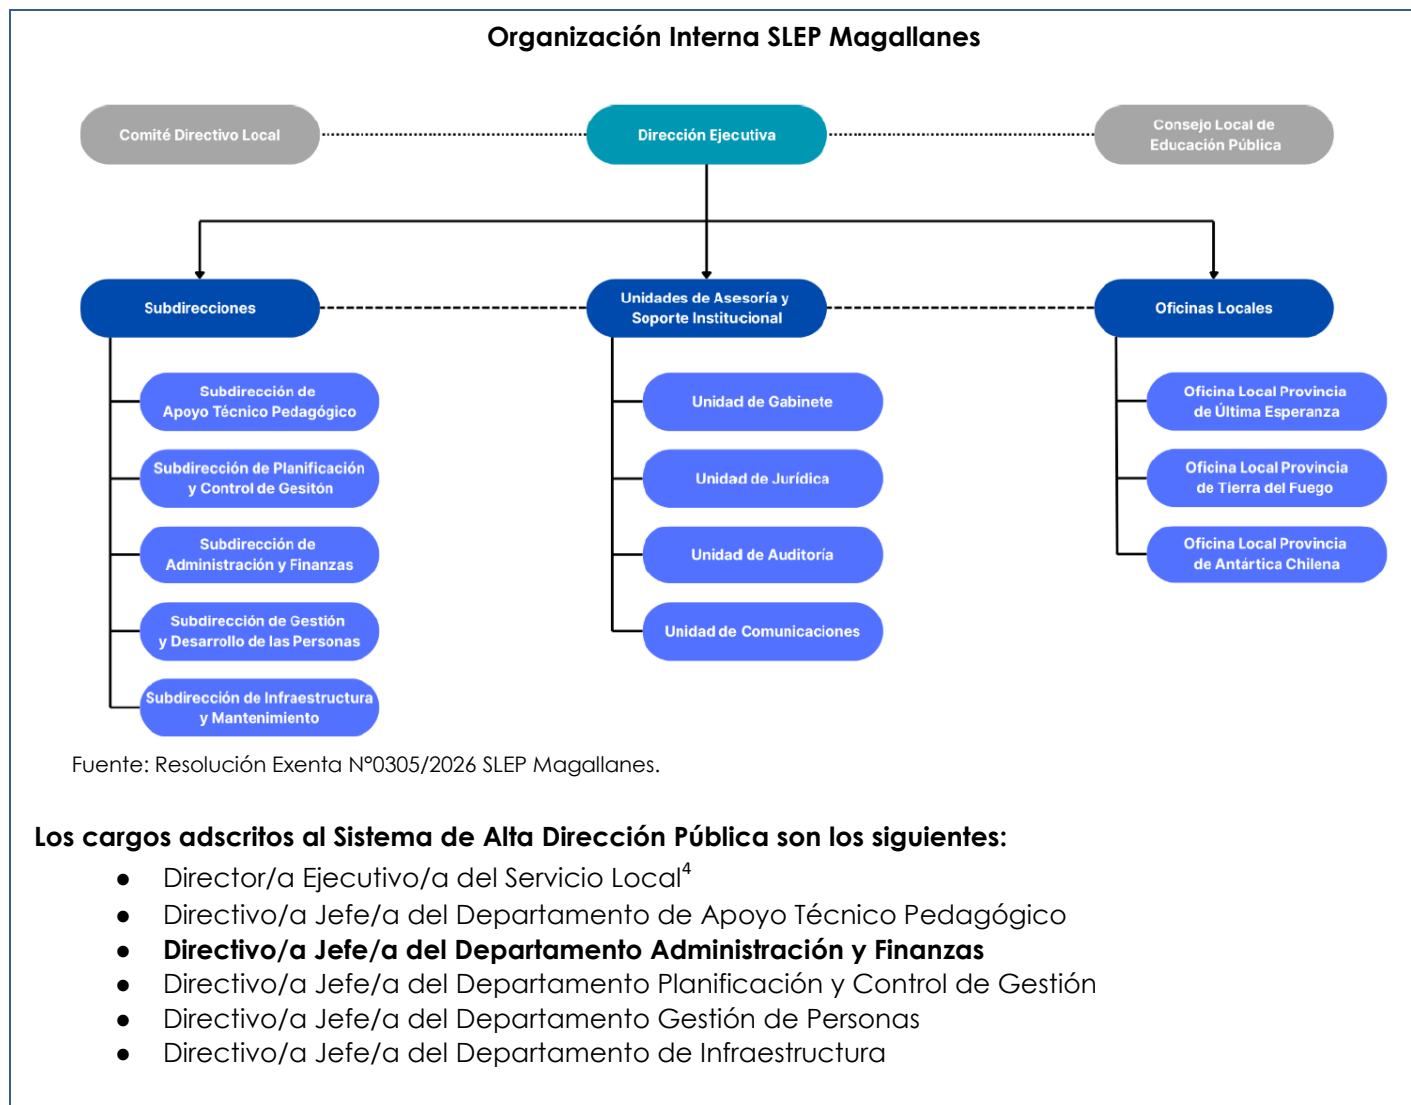 Organización Interna SLEP Magallanes
Comité Directivo Local
Dirección Ejecutiva
Consejo Local de
Educación Pública
Subdirecciones
Unidades de Asesoría y
Soporte Institucional
Oficinas Locales
Subdirección de
Apoyo Técnico Pedagógico
Subdirección de Planificación
y Control de Gesitón
Subdirección de
Administración y Finanzas
Subdirección de Gestión
y Desarrollo de las Personas
Subdirección de Infraestructura
y Mantenimiento
Unidad de Gabinete
Unidad de Jurídica
Unidad de Auditoría
Unidad de Comunicaciones
Oficina Local Provincia
de Última Esperanza
Oficina Local Provincia
de Tierra del Fuego
Oficina Local Provincia
de Antártica Chilena
Fuente: Resolución Exenta N°0305/2026 SLEP Magallanes.
Los cargos adscritos al Sistema de Alta Dirección Pública son los siguientes:
● Director/a Ejecutivo/a del Servicio Local⁴
● Directivo/a Jefe/a del Departamento de Apoyo Técnico Pedagógico
● Directivo/a Jefe/a del Departamento Administración y Finanzas
● Directivo/a Jefe/a del Departamento Planificación y Control de Gestión
● Directivo/a Jefe/a del Departamento Gestión de Personas
● Directivo/a Jefe/a del Departamento de Infraestructura